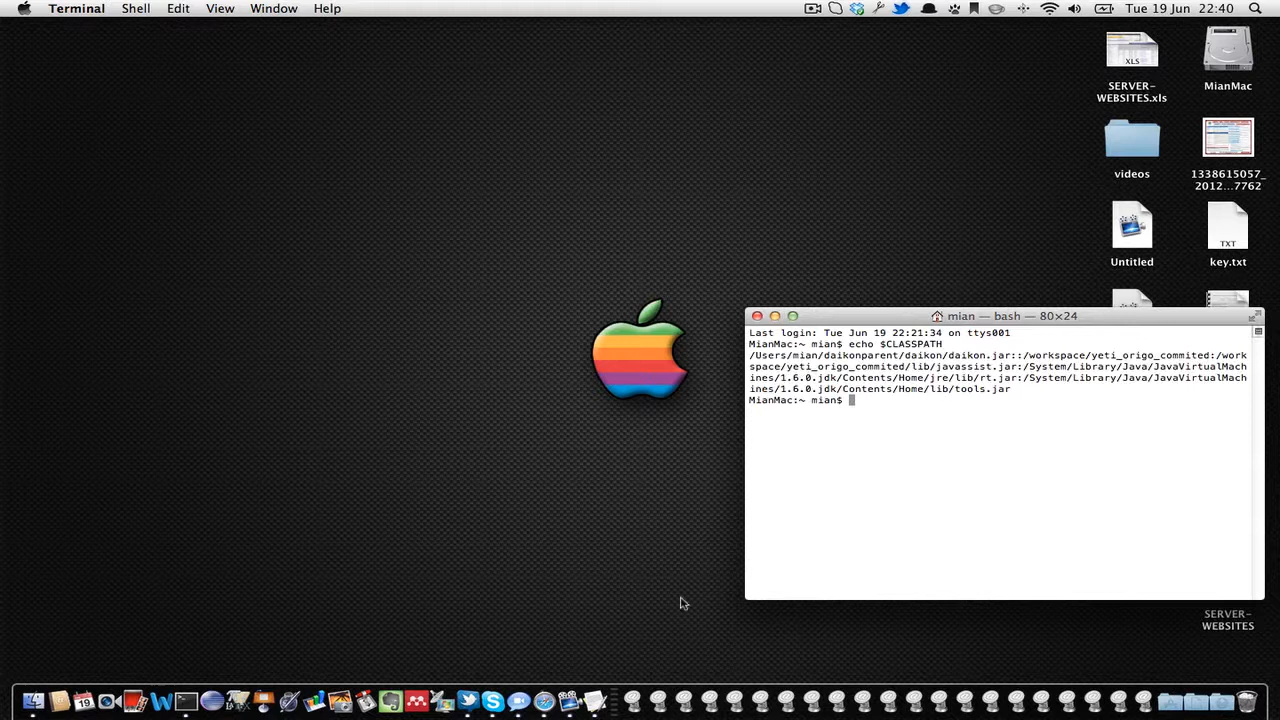 Terminal Shell Edit View Window Help
Tue 19 Jun 22:40
XLS
SERVER-
WEBSITES.xls
MianMac
videos
1338615057_
2012...7762
Untitled
TXT
key.txt
mian — bash — 80×24
Last login: Tue Jun 19 22:21:34 on ttys001
MianMac:~ mian$ echo $CLASSPATH
/Users/mian/daikonparent/daikon/daikon.jar::/workspace/yeti_origo_commited:/work
space/yeti_origo_commited/lib/javassist.jar:/System/Library/Java/JavaVirtualMach
ines/1.6.0.jdk/Contents/Home/jre/lib/rt.jar:/System/Library/Java/JavaVirtualMach
ines/1.6.0.jdk/Contents/Home/lib/tools.jar
MianMac:~ mian$
SERVER-
WEBSITES
19